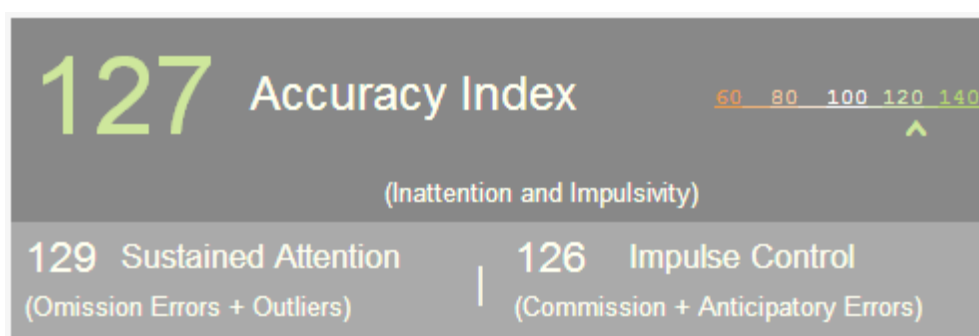 127 Accuracy Index 60 80 100 120 140
(Inattention and Impulsivity)
129 Sustained Attention | 126 Impulse Control
(Omission Errors + Outliers) (Commission + Anticipatory Errors)